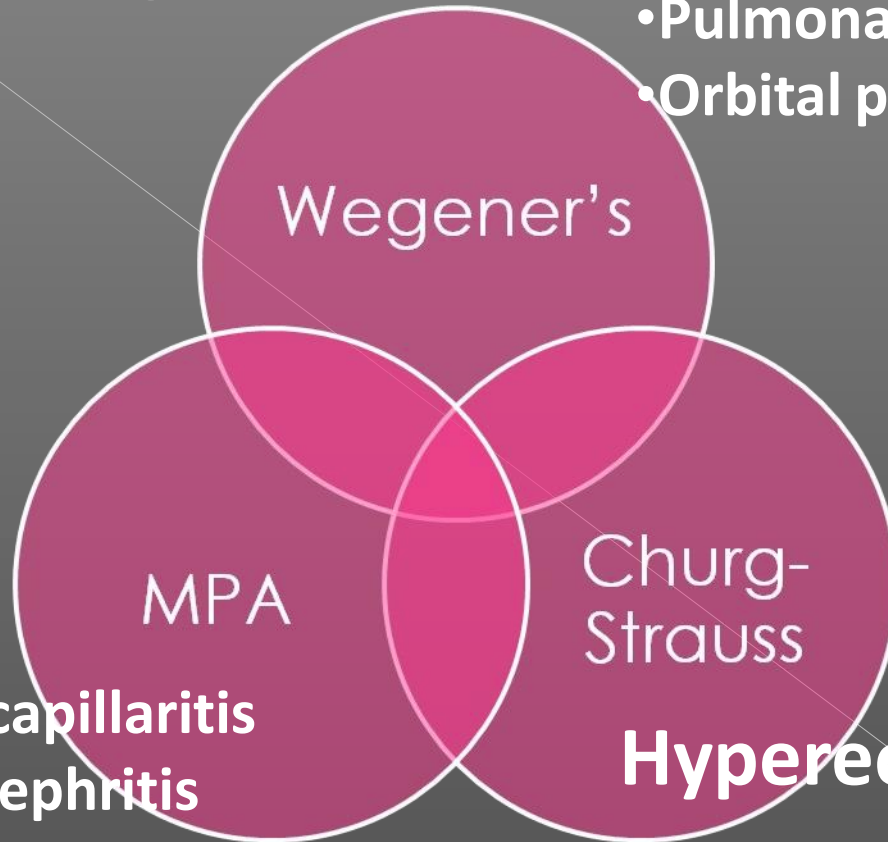 •Pulmona
•Orbital p
Wegener's
MPA
Churg-
Strauss
capillaritis
ephritis
Hypere